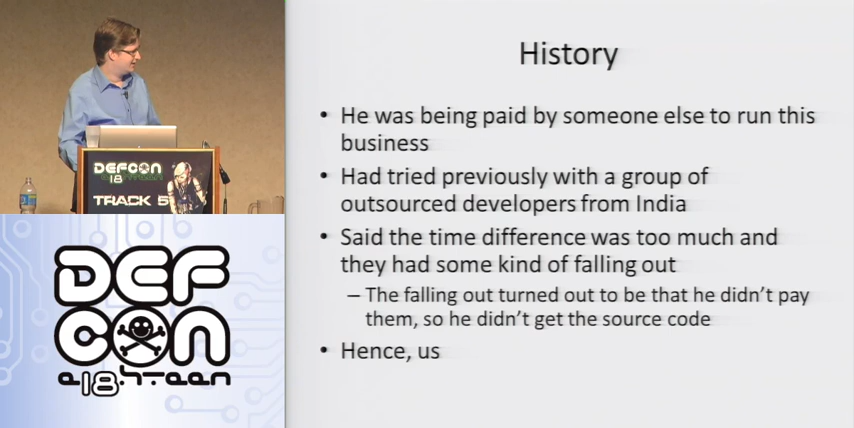 History
• He was being paid by someone else to run this
business
• Had tried previously with a group of
outsourced developers from India
• Said the time difference was too much and
they had some kind of falling out
– The falling out turned out to be that he didn't pay
them, so he didn't get the source code
• Hence, us
DEFCON
18
TRACK 5
DEF
CON
e18hteen